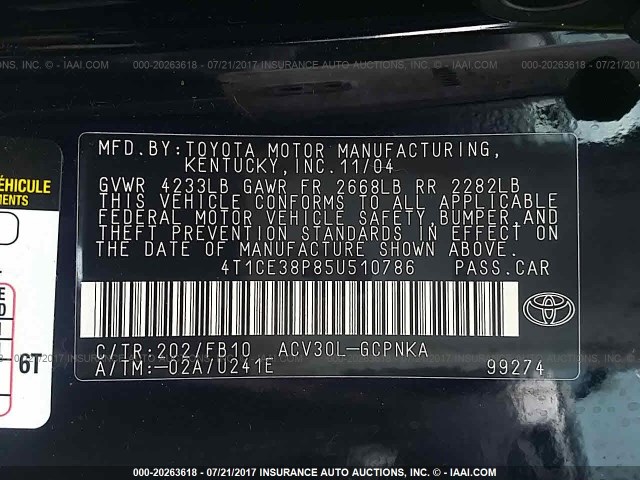 000-20263618 - 07/21/2017 INSURANCE AUTO AUCTIONS, INC. - © IAAI.COM
MFD.BY:TOYOTA MOTOR MANUFACTURING,
KENTUCKY,INC.11/04
GVWR 4233LB GAWR FR 2668LB RR 2282LB
THIS VEHICLE CONFORMS TO ALL APPLICABLE
FEDERAL MOTOR VEHICLE SAFETY,BUMPER,AND
THEFT PREVENTION STANDARDS IN EFFECT ON
THE DATE OF MANUFACTURE SHOWN ABOVE.
4T1CE38P85U510786 PASS.CAR
C/TR:202/FB10 ACV30L-GCPNKA
A/TM:-02A/U241E 99274
VÉHICULE
6T
000-20263618 - 07/21/2017 INSURANCE AUTO AUCTIONS, INC. - © IAAI.COM